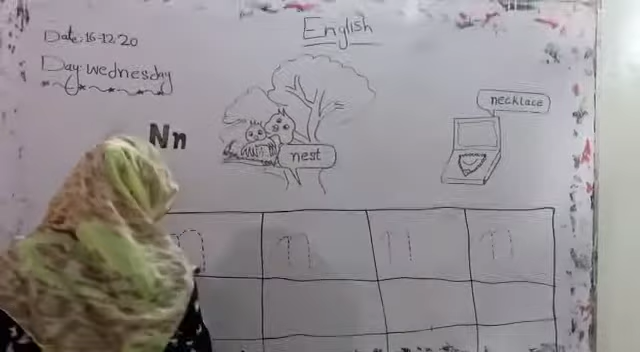 English
Date: 16-12-20
Day: wednesday
necklace
Nn
nest
n n n n